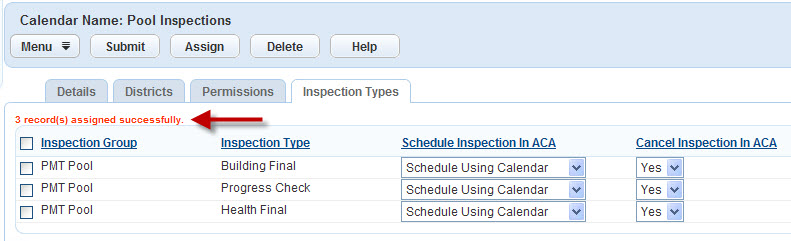 Calendar Name: Pool Inspections
Menu Submit Assign Delete Help
Details Districts Permissions Inspection Types
3 record(s) assigned successfully.
Inspection Group Inspection Type Schedule Inspection In ACA Cancel Inspection In ACA
PMT Pool Building Final Schedule Using Calendar Yes
PMT Pool Progress Check Schedule Using Calendar Yes
PMT Pool Health Final Schedule Using Calendar Yes